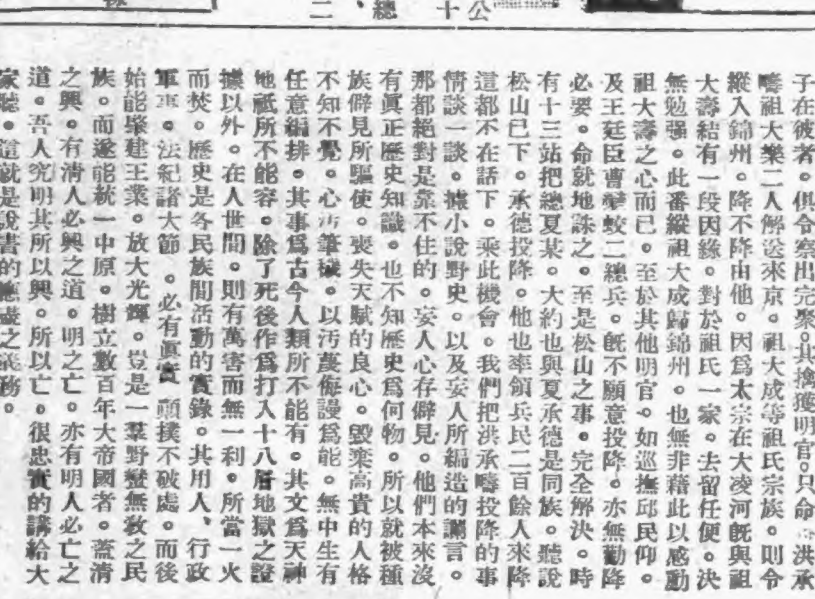 公
十
總、
二
子在彼者。俱令察出完聚。其擒獲明官。只命洪承
疇祖大樂二人解送來京。祖大成等祖氏宗族。則令
縱入錦州。降不降由他。因爲太宗在大凌河既與祖
大壽結有一段因緣。對於祖氏一家。去留任便。決
無勉强。此番縱祖大成歸錦州。也無非藉此以感動
祖大壽之心而已。至於其他明官。如巡撫邱民仰。
及王廷臣曹變蛟二總兵。既不願意投降。亦無勸降
必要。命就地誅之。至是松山之事。完全解決。時
有十三站把總夏某。大約也與夏承德是同族。聽說
松山已下。承德投降。他也率領兵民二百餘人來降
這都不在話下。乘此機會。我們把洪承疇投降的事
情談一談。據小說野史。以及妄人所編造的讕言。
那都絕對是靠不住的。妄人心存僻見。他們本來沒
有眞正歷史知識。也不知歷史爲何物。所以就被種
族僻見所驅使。喪失天賦的良心。毀棄高貴的人格
不知不覺。心汚筆穢。以汚衊侮謾爲能。無中生有
任意編排。其事爲古今人類所不能有。其文爲天神
地祇所不能容。除了死後作爲打入十八層地獄之證
據以外。在人世間。則有萬害而無一利。所當一火
而焚。歷史是各民族間活動的實錄。其用人、行政
軍事。法紀諸大節。必有眞實顛撲不破處。而後
始能肇建王業。放大光輝。豈是一羣野蠻無敎之民
族。而遂能統一中原。樹立數百年大帝國者。蓋清
之興。有清人必興之道。明之亡。亦有明人必亡之
道。吾人究明其所以興。所以亡。很忠實的講給大
家聽。這就是說書的應盡之義務。